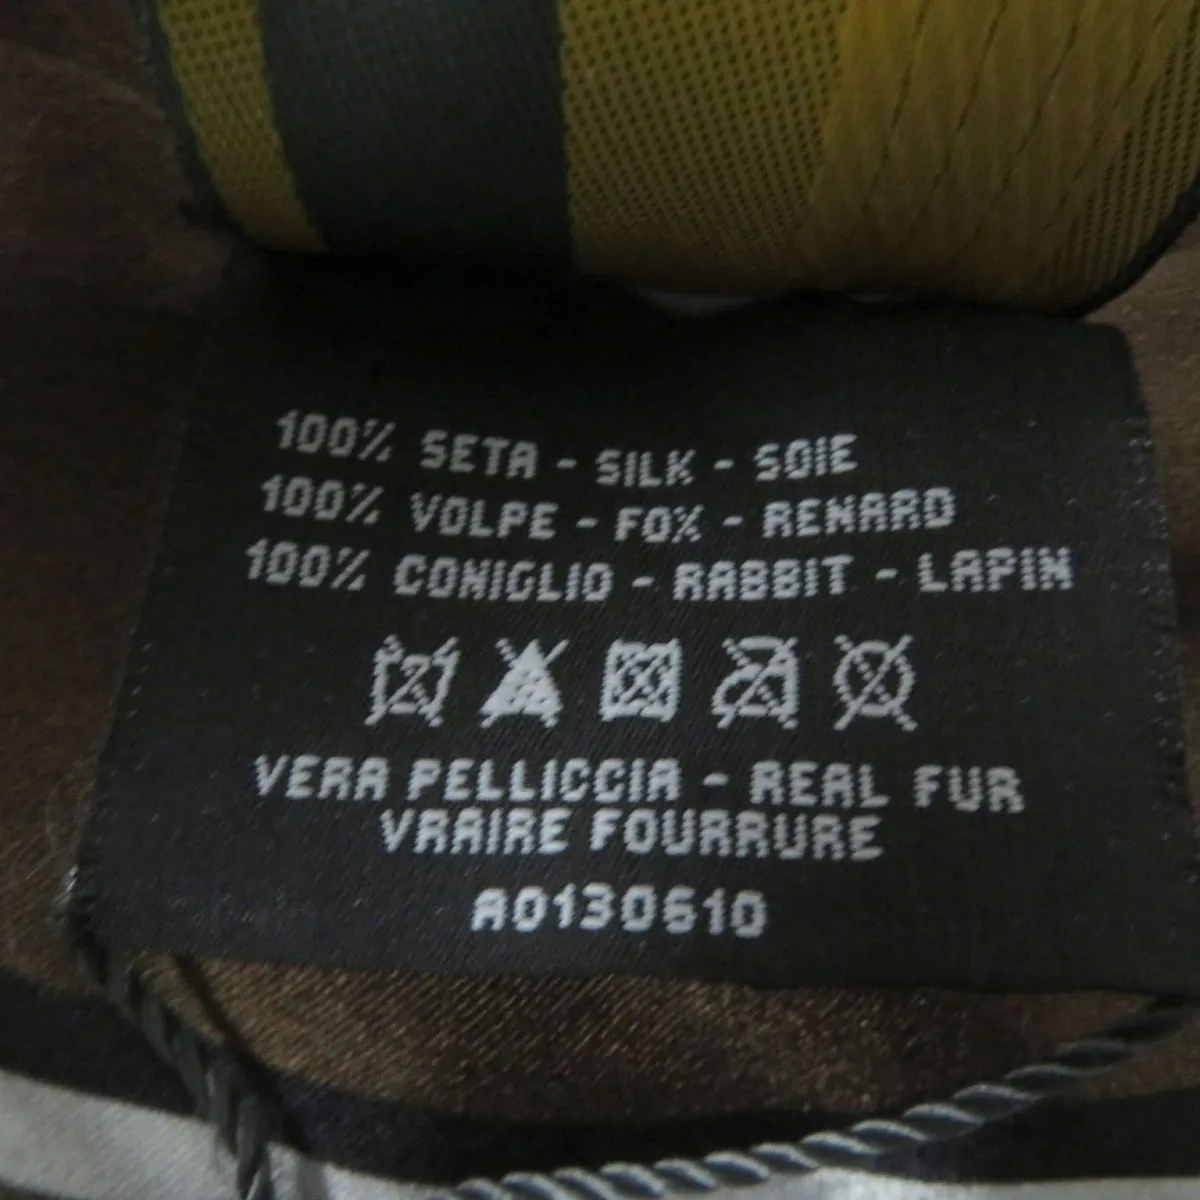 100% SETA - SILK - SOIE
100% VOLPE - FOX - RENARD
100% CONIGLIO - RABBIT - LAPIN
VERA PELLICCIA - REAL FUR
VRAIRE FOURRURE
A0130610